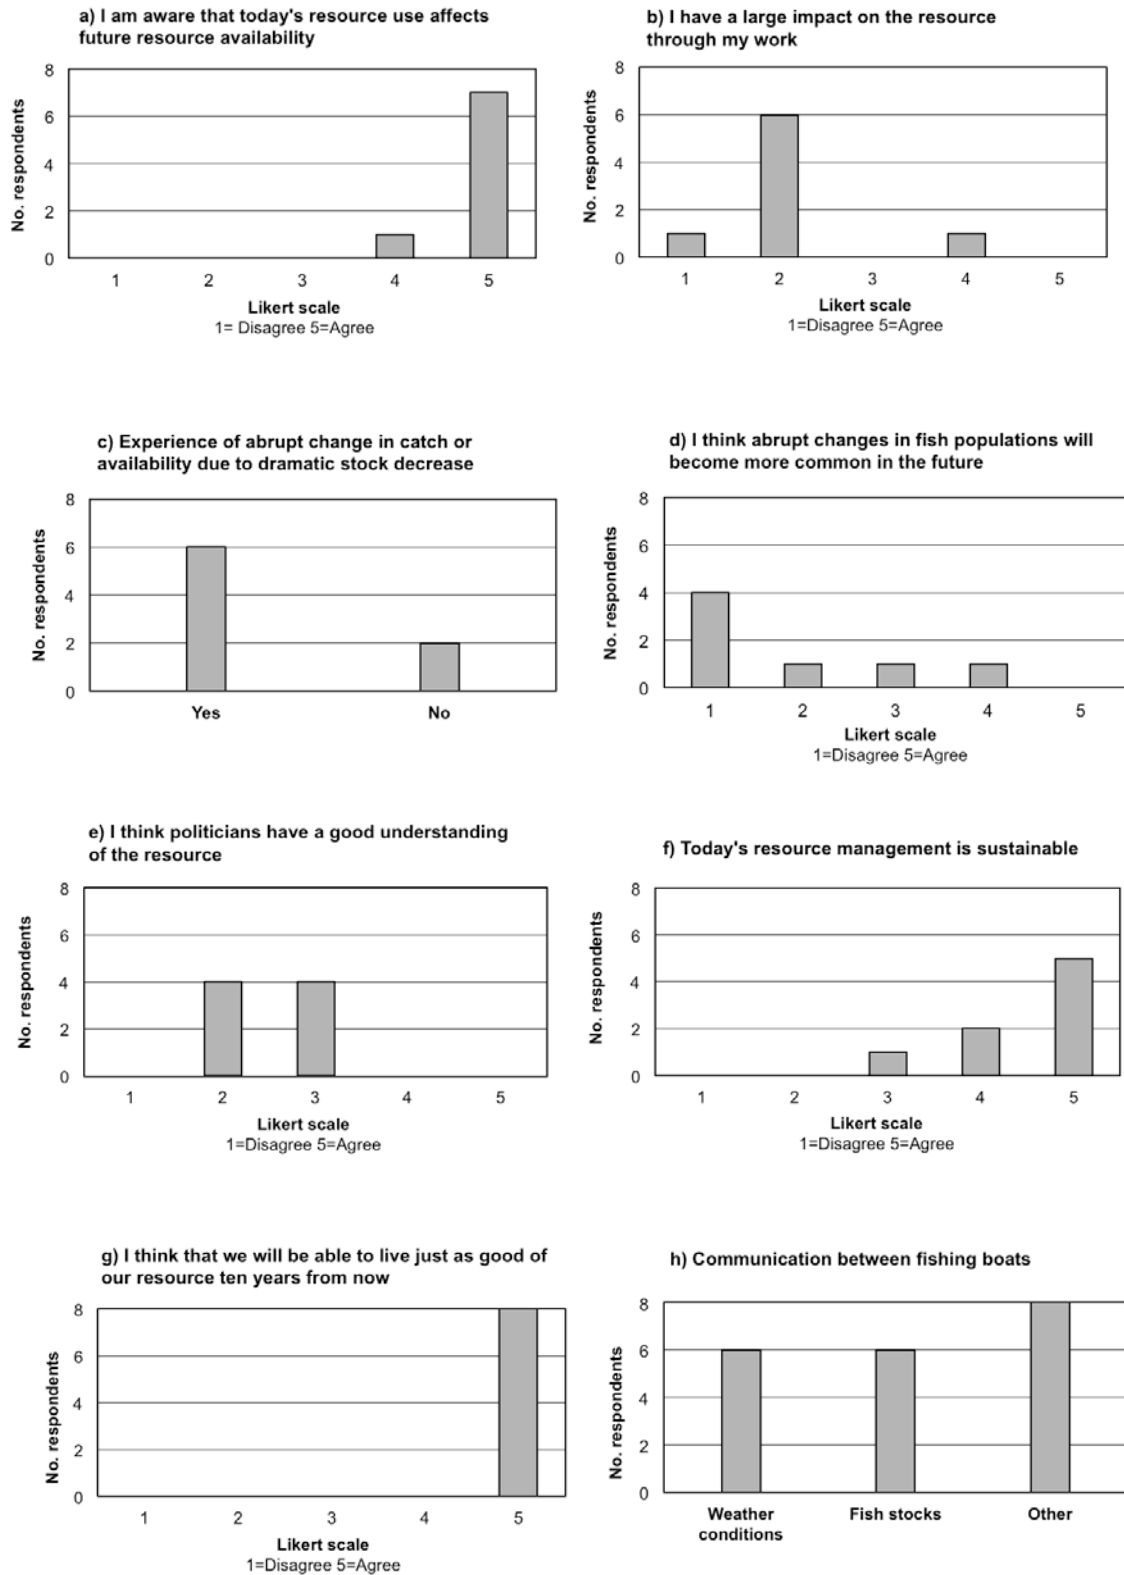 a) I am aware that today's resource use affects
future resource availability
8
6
4
2
0
No. respondents
1 2 3 4 5
Likert scale
1= Disagree 5=Agree
b) I have a large impact on the resource
through my work
8
6
4
2
0
No. respondents
1 2 3 4 5
Likert scale
1=Disagree 5=Agree
c) Experience of abrupt change in catch or
availability due to dramatic stock decrease
8
6
4
2
0
No. respondents
Yes No
d) I think abrupt changes in fish populations will
become more common in the future
8
6
4
2
0
No. respondents
1 2 3 4 5
Likert scale
1=Disagree 5=Agree
e) I think politicians have a good understanding
of the resource
8
6
4
2
0
No. respondents
1 2 3 4 5
Likert scale
1=Disagree 5=Agree
f) Today's resource management is sustainable
8
6
4
2
0
No. respondents
1 2 3 4 5
Likert scale
1=Disagree 5=Agree
g) I think that we will be able to live just as good of
our resource ten years from now
8
6
4
2
0
No. respondents
1 2 3 4 5
Likert scale
1=Disagree 5=Agree
h) Communication between fishing boats
8
6
4
2
0
No. respondents
Weather Fish stocks Other
conditions